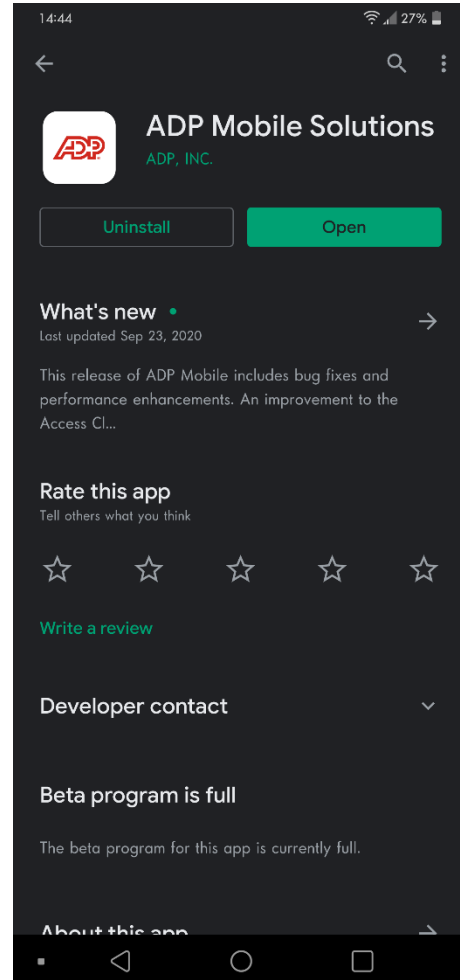 14:44
27%
ADP Mobile Solutions
ADP
ADP, INC.
Uninstall
Open
What's new
Last updated Sep 23, 2020
This release of ADP Mobile includes bug fixes and
performance enhancements. An improvement to the
Access Cl...
Rate this app
Tell others what you think
Write a review
Developer contact
Beta program is full
The beta program for this app is currently full.
About this app